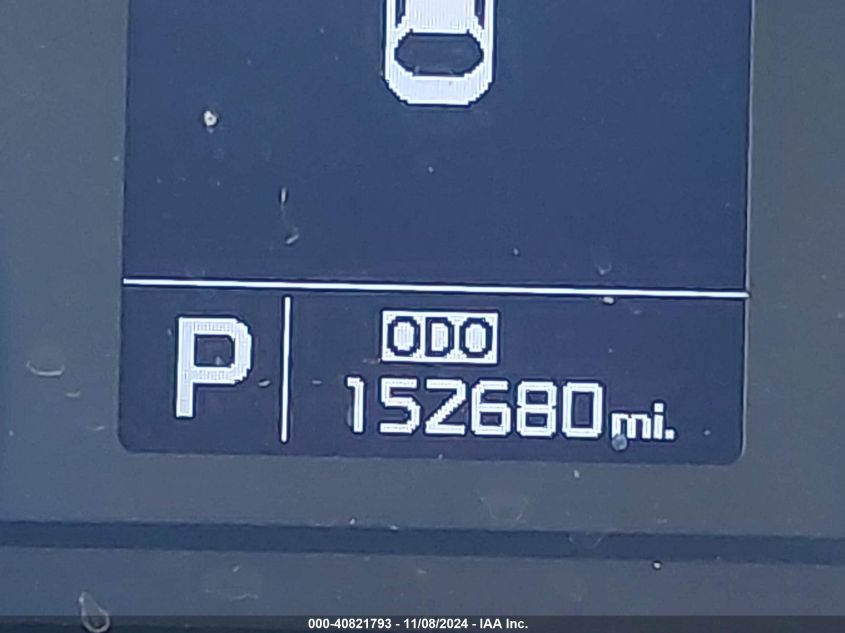 P
ODO
152680 mi.
000-40821793 - 11/08/2024 - IAA Inc.